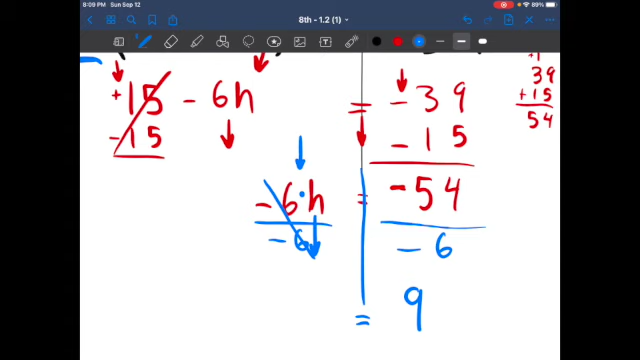 8:09 PM Sun Sep 12
89%
8th - 1.2 (1)
+1
+15 - 6h = -39
39
-15 -15
+15
54
-6·h = -54
-6 -6
= 9